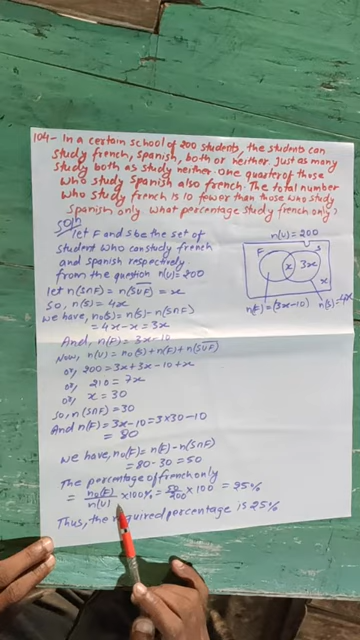 104- In a certain school of 200 students, the students can
study french, spanish, both or neither. Just as many
study both as study neither. One quarter of those
who study spanish also french. The total number
who study french is 10 fewer than those who study
spanish only. what percentage study french only?
soln
let F and S be the set of
student who can study french
and spanish respectively
from the question n(U) = 200
let n(S∩F) = n(S∪F) = x
So, n(S) = 4x
we have, no(S) = n(S) - n(S∩F)
= 4x - x = 3x
And, n(F) = 3x - 10
Now, n(U) = no(S) + n(F) + n(S∪F)
or, 200 = 3x + 3x - 10 + x
or, 210 = 7x
or, x = 30
So, n(S∩F) = 30
And n(F) = 3x - 10 = 3×30 - 10
= 80
we have, no(F) = n(F) - n(S∩F)
= 80 - 30 = 50
The percentage of french only
= no(F)/n(U) × 100% = 50/200 × 100 = 25%
Thus, the required percentage is 25%
n(U) = 200
F S
x 3x
x
n(F) = (3x-10) n(S) = 4x